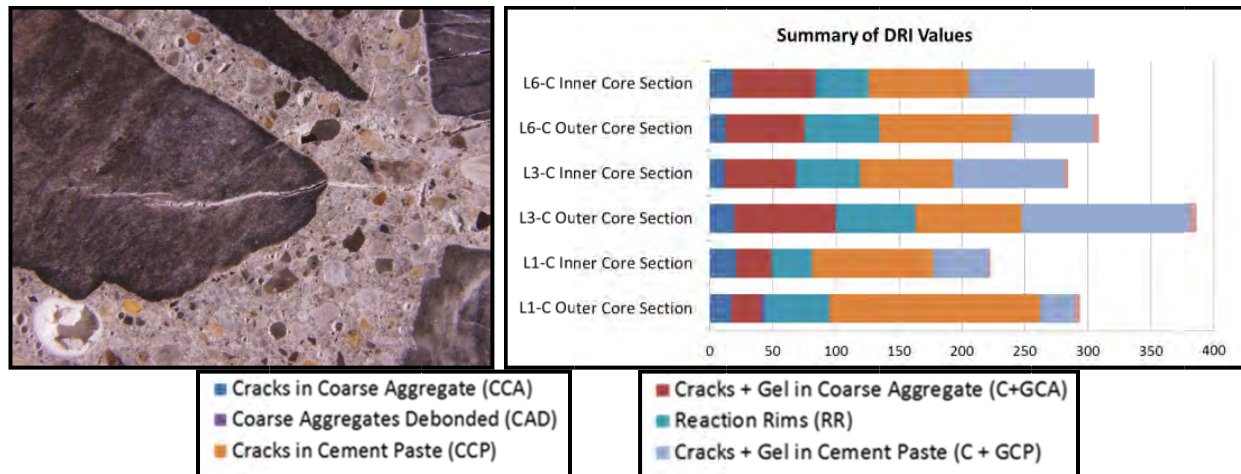 Summary of DRI Values
L6-C Inner Core Section
L6-C Outer Core Section
L3-C Inner Core Section
L3-C Outer Core Section
L1-C Inner Core Section
L1-C Outer Core Section
0 50 100 150 200 250 300 350 400
Cracks in Coarse Aggregate (CCA)
Coarse Aggregates Debonded (CAD)
Cracks in Cement Paste (CCP)
Cracks + Gel in Coarse Aggregate (C+GCA)
Reaction Rims (RR)
Cracks + Gel in Cement Paste (C + GCP)